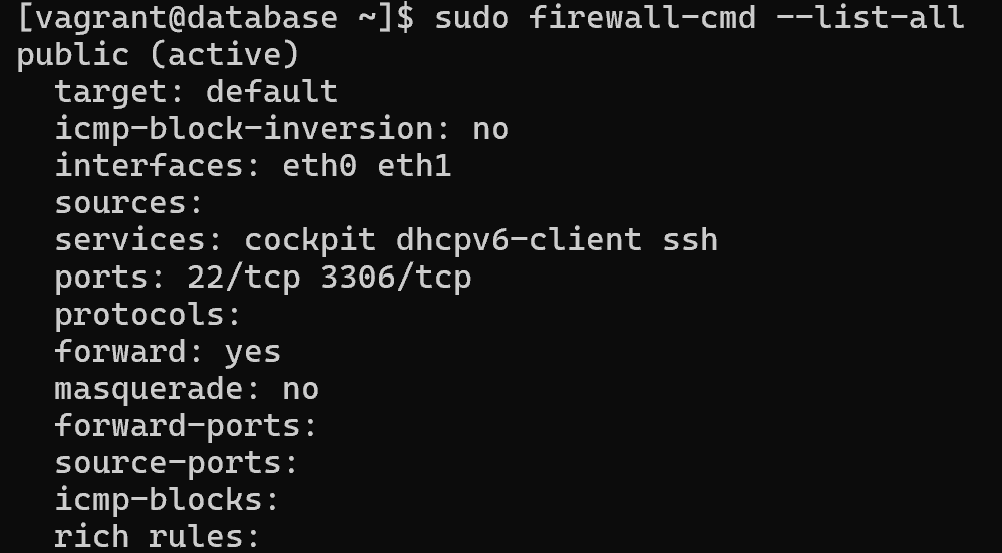 [vagrant@database ~]$ sudo firewall-cmd --list-all
public (active)
  target: default
  icmp-block-inversion: no
  interfaces: eth0 eth1
  sources:
  services: cockpit dhcpv6-client ssh
  ports: 22/tcp 3306/tcp
  protocols:
  forward: yes
  masquerade: no
  forward-ports:
  source-ports:
  icmp-blocks:
  rich rules: